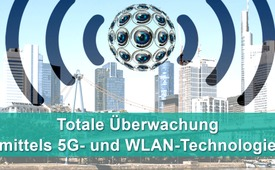 Totale Überwachung
mittels 5G- und WLAN-Technologie